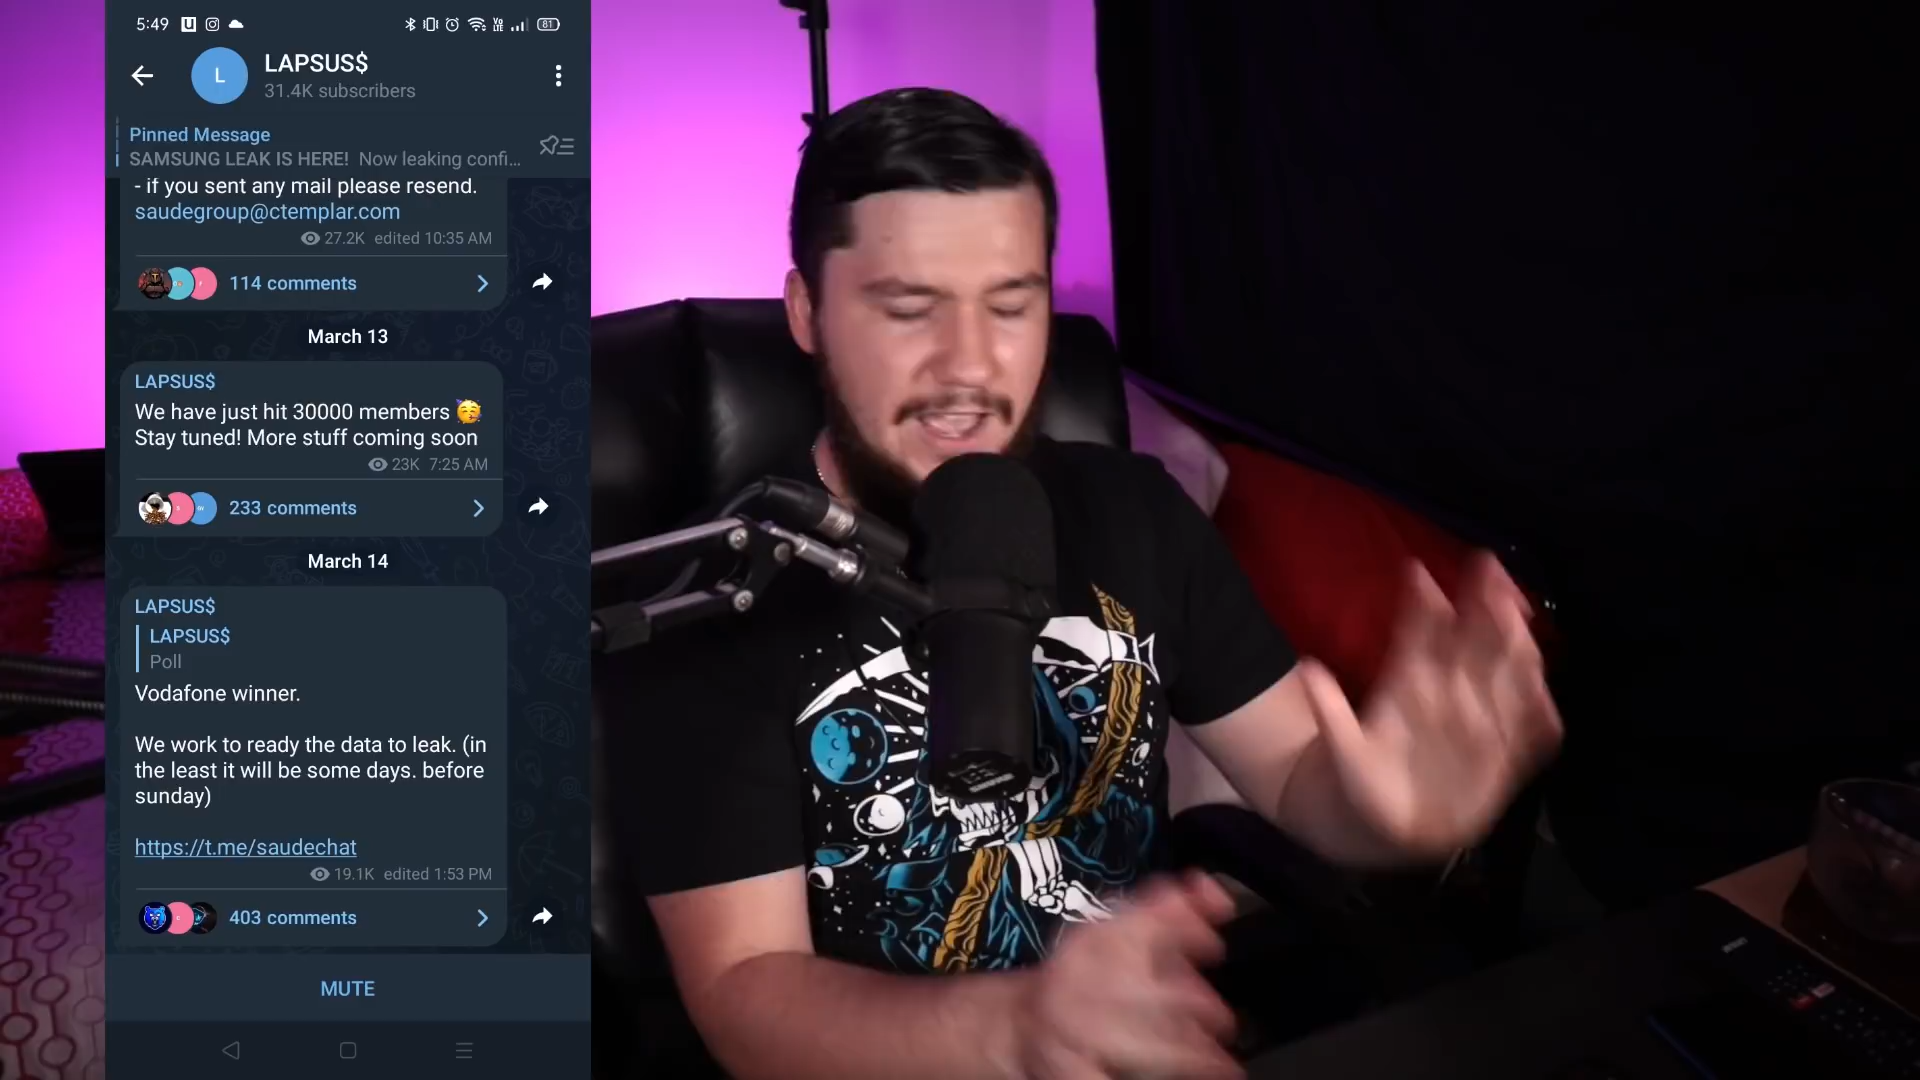 5:49
81
L
LAPSUS$
31.4K subscribers
Pinned Message
SAMSUNG LEAK IS HERE! Now leaking confi...
- if you sent any mail please resend.
saudegroup@ctemplar.com
27.2K edited 10:35 AM
114 comments
March 13
LAPSUS$
We have just hit 30000 members 🥳
Stay tuned! More stuff coming soon
23K 7:25 AM
233 comments
March 14
LAPSUS$
LAPSUS$
Poll
Vodafone winner.
We work to ready the data to leak. (in
the least it will be some days. before
sunday)
https://t.me/saudechat
19.1K edited 1:53 PM
403 comments
MUTE